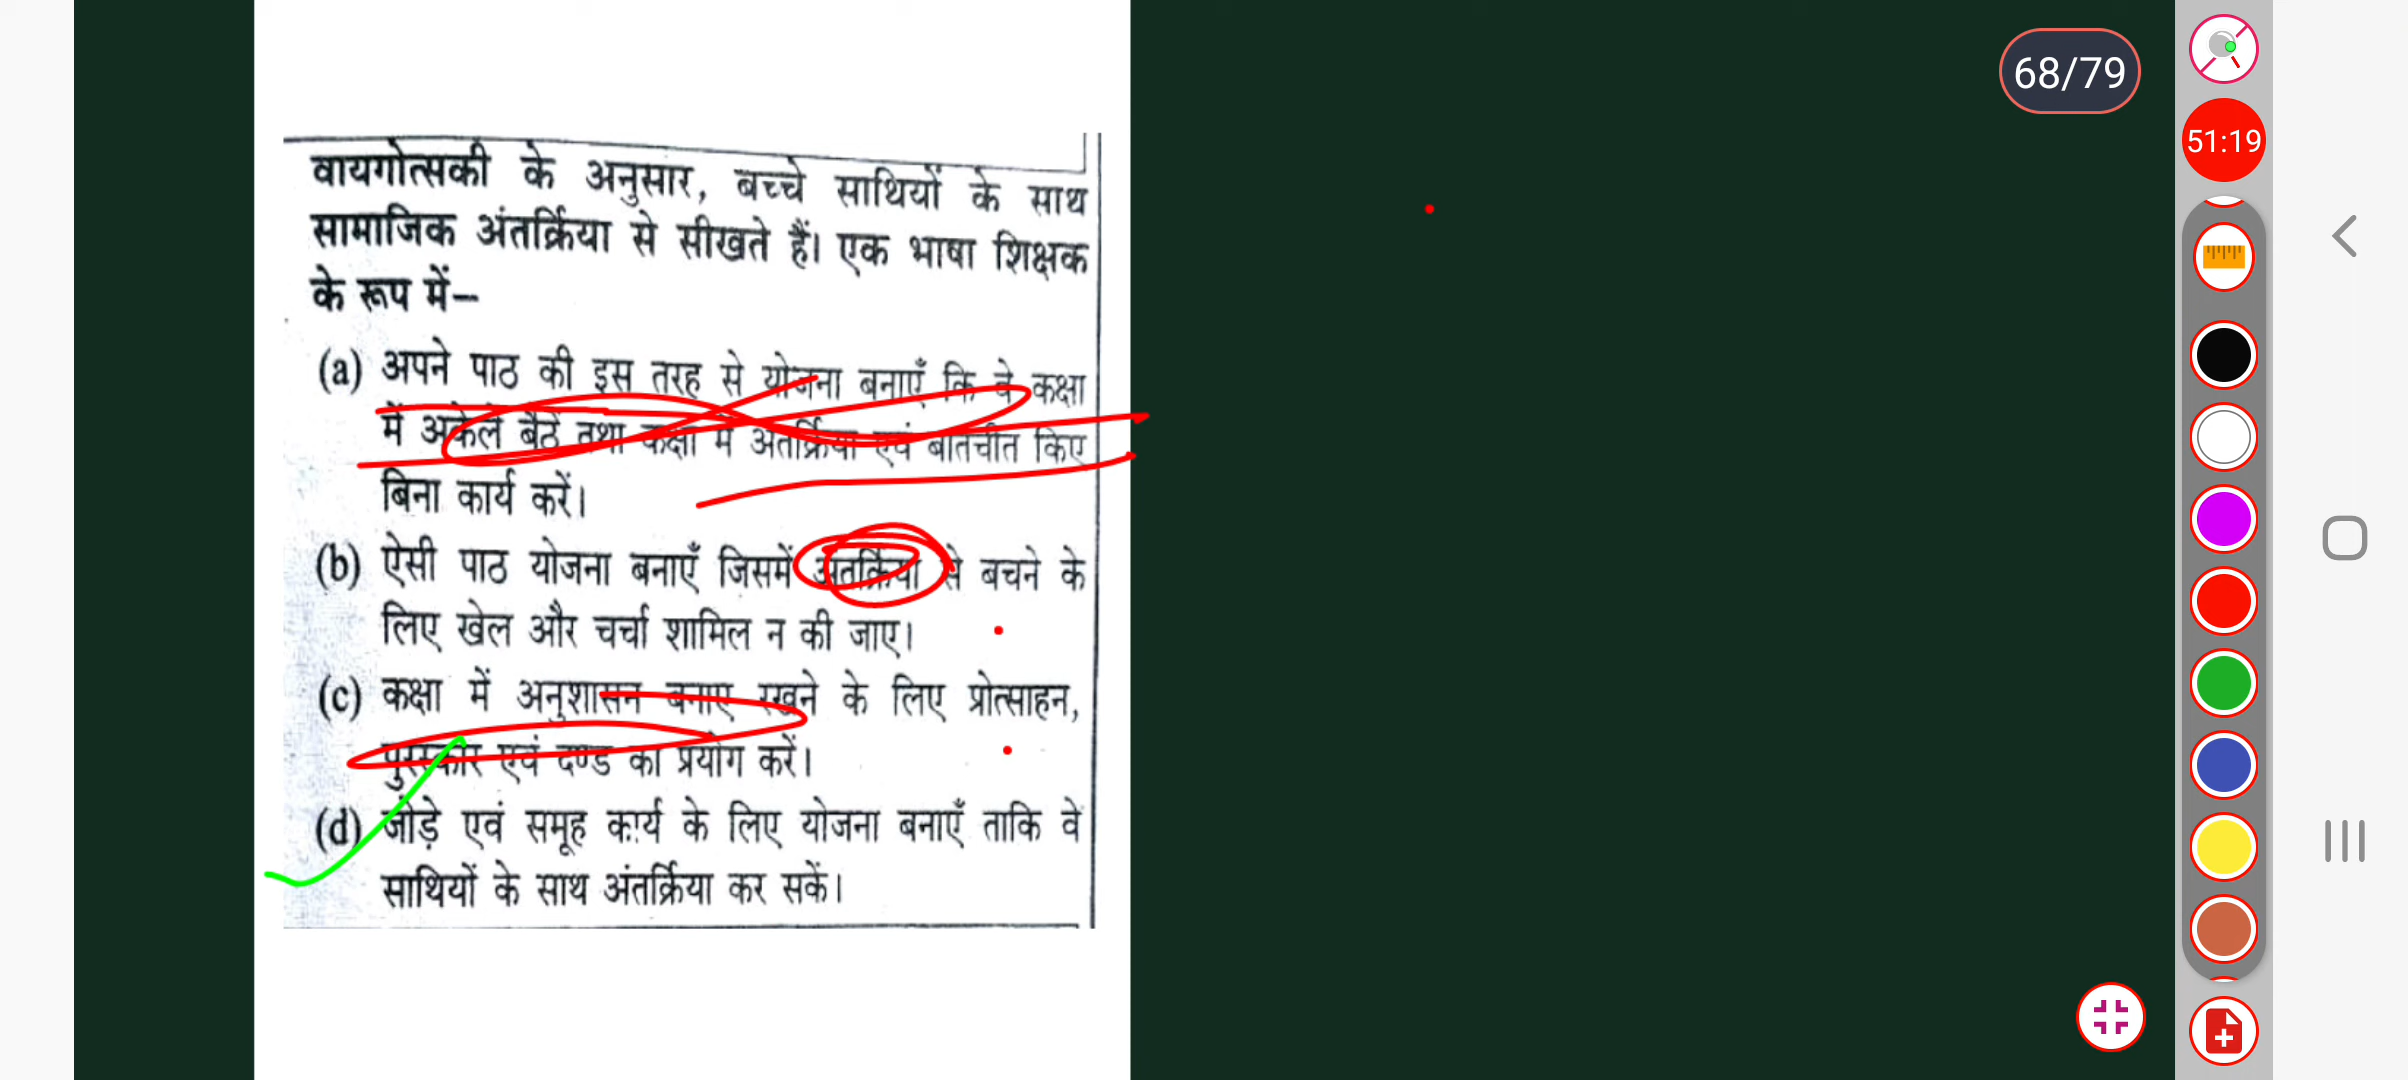 68/79
51:19
वायगोत्सकी के अनुसार, बच्चे साथियों के साथ
सामाजिक अंतर्क्रिया से सीखते हैं। एक भाषा शिक्षक
के रूप में—
(a) अपने पाठ की इस तरह से योजना बनाएँ कि वे कक्षा
में अकेले बैठें तथा कक्षा में अंतर्क्रिया एवं बातचीत किए
बिना कार्य करें।
(b) ऐसी पाठ योजना बनाएँ जिसमें अंतर्क्रिया से बचने के
लिए खेल और चर्चा शामिल न की जाए।
(c) कक्षा में अनुशासन बनाए रखने के लिए प्रोत्साहन,
पुरस्कार एवं दण्ड का प्रयोग करें।
(d) जोड़े एवं समूह कार्य के लिए योजना बनाएँ ताकि वे
साथियों के साथ अंतर्क्रिया कर सकें।